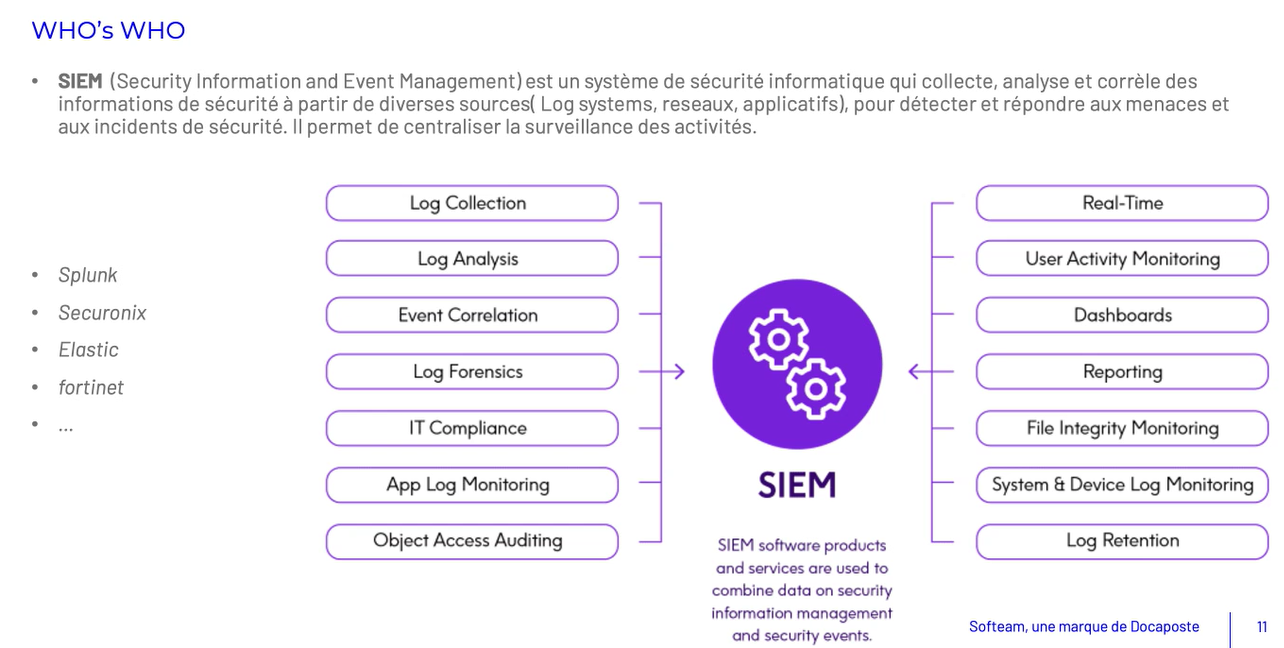 WHO's WHO
• SIEM (Security Information and Event Management) est un système de sécurité informatique qui collecte, analyse et corrèle des
informations de sécurité à partir de diverses sources( Log systems, reseaux, applicatifs), pour détecter et répondre aux menaces et
aux incidents de sécurité. Il permet de centraliser la surveillance des activités.
• Splunk
• Securonix
• Elastic
• fortinet
• ...
Log Collection
Log Analysis
Event Correlation
Log Forensics
IT Compliance
App Log Monitoring
Object Access Auditing
SIEM
SIEM software products
and services are used to
combine data on security
information management
and security events.
Real-Time
User Activity Monitoring
Dashboards
Reporting
File Integrity Monitoring
System & Device Log Monitoring
Log Retention
Softeam, une marque de Docaposte
11